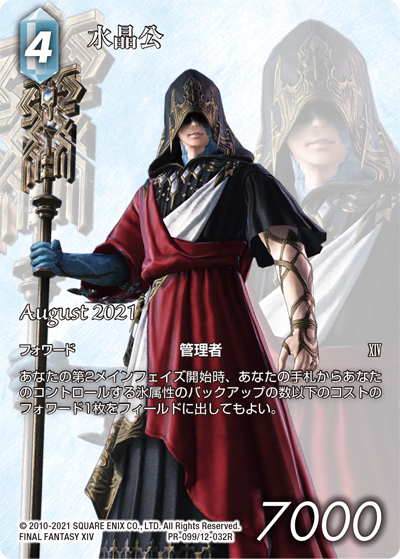 4
水晶公
August 2021
フォワード 管理者 XIV
あなたの第2メインフェイズ開始時、あなたの手札からあなた
のコントロールする氷属性のバックアップの数以下のコストの
フォワード1枚をフィールドに出してもよい。
© 2010-2021 SQUARE ENIX CO., LTD. All Rights Reserved.
FINAL FANTASY XIV PR-099/12-032R
7000